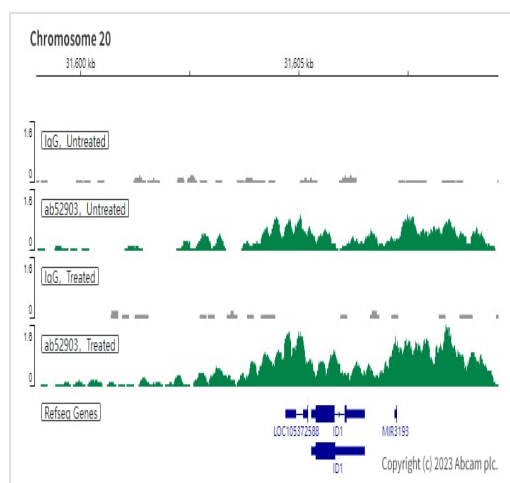 Chromosome 20
31,600 kb 31,605 kb
1.6
IgG, Untreated
0
1.6
ab52903, Untreated
0
1.6
IgG, Treated
0
1.6
ab52903, Treated
0
Refseq Genes
LOC105372588 ID1 MIR3193
ID1
Copyright (c) 2023 Abcam plc.